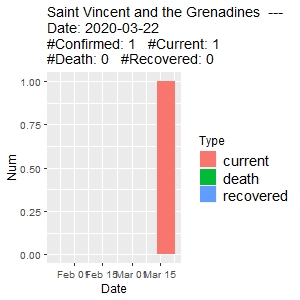 Saint Vincent and the Grenadines ---
Date: 2020-03-22
#Confirmed: 1 #Current: 1
#Death: 0 #Recovered: 0
1.00
0.75
0.50
0.25
0.00
Num
Feb 01 Feb 15 Mar 01 Mar 15
Date
Type
current
death
recovered